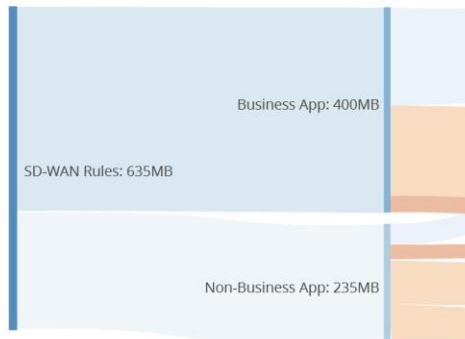 Business App: 400MB
SD-WAN Rules: 635MB
Non-Business App: 235MB